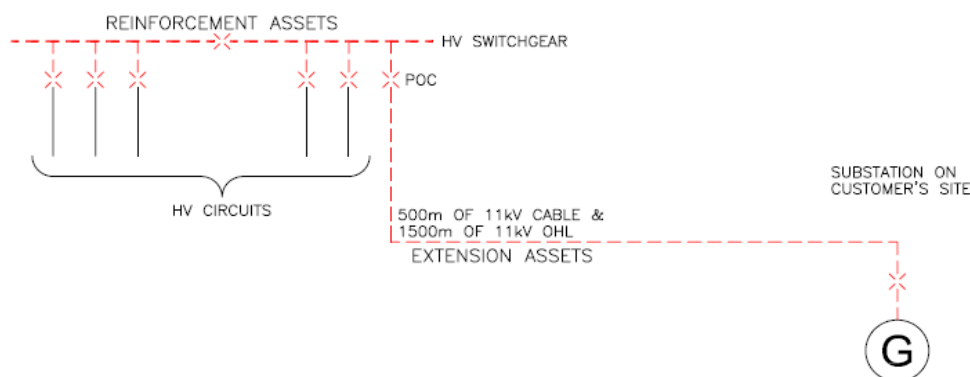 REINFORCEMENT ASSETS
HV SWITCHGEAR
POC
HV CIRCUITS
SUBSTATION ON
CUSTOMER'S SITE
500m OF 11kV CABLE &
1500m OF 11kV OHL
EXTENSION ASSETS
G